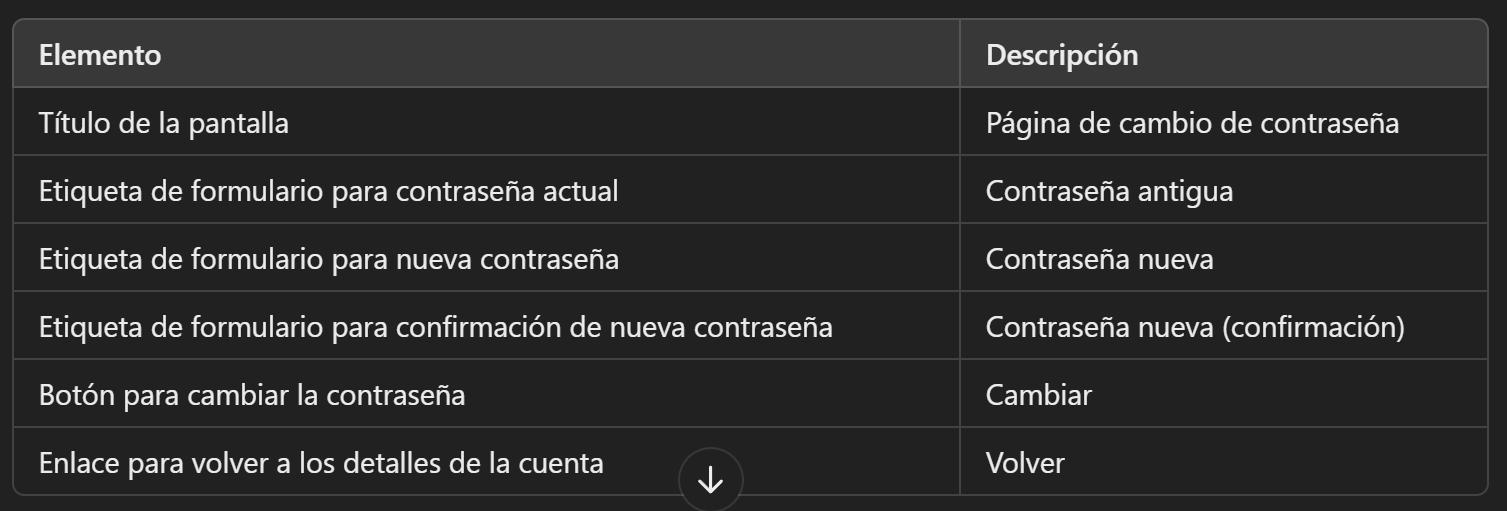 Elemento Descripción
Título de la pantalla Página de cambio de contraseña
Etiqueta de formulario para contraseña actual Contraseña antigua
Etiqueta de formulario para nueva contraseña Contraseña nueva
Etiqueta de formulario para confirmación de nueva contraseña Contraseña nueva (confirmación)
Botón para cambiar la contraseña Cambiar
Enlace para volver a los detalles de la cuenta Volver